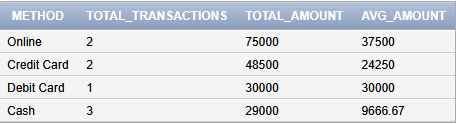 METHOD TOTAL_TRANSACTIONS TOTAL_AMOUNT AVG_AMOUNT
Online 2 75000 37500
Credit Card 2 48500 24250
Debit Card 1 30000 30000
Cash 3 29000 9666.67